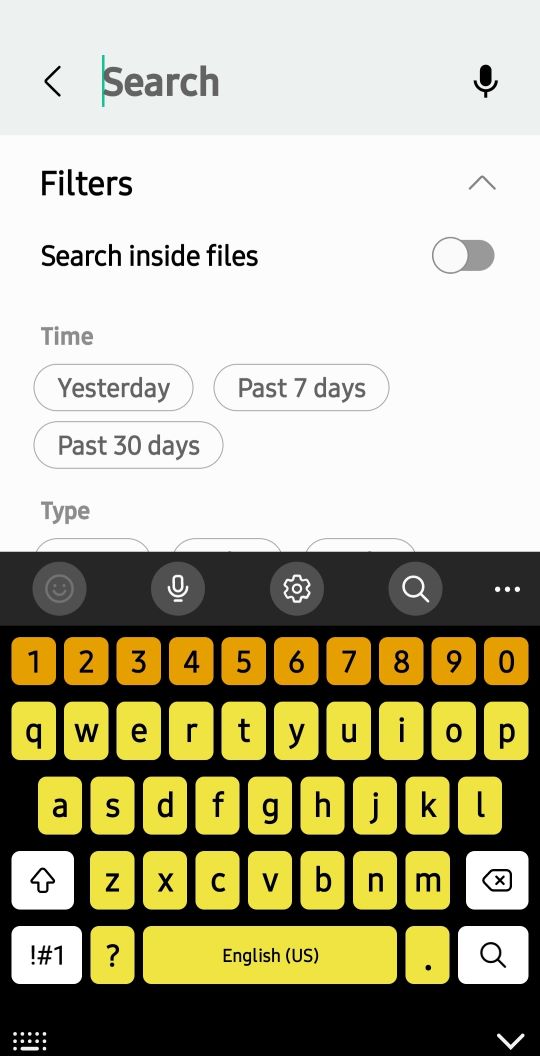 Search
Filters
Search inside files
Time
Yesterday
Past 7 days
Past 30 days
Type
1 2 3 4 5 6 7 8 9 0
q w e r t y u i o p
a s d f g h j k l
z x c v b n m
!#1 ? English (US) .